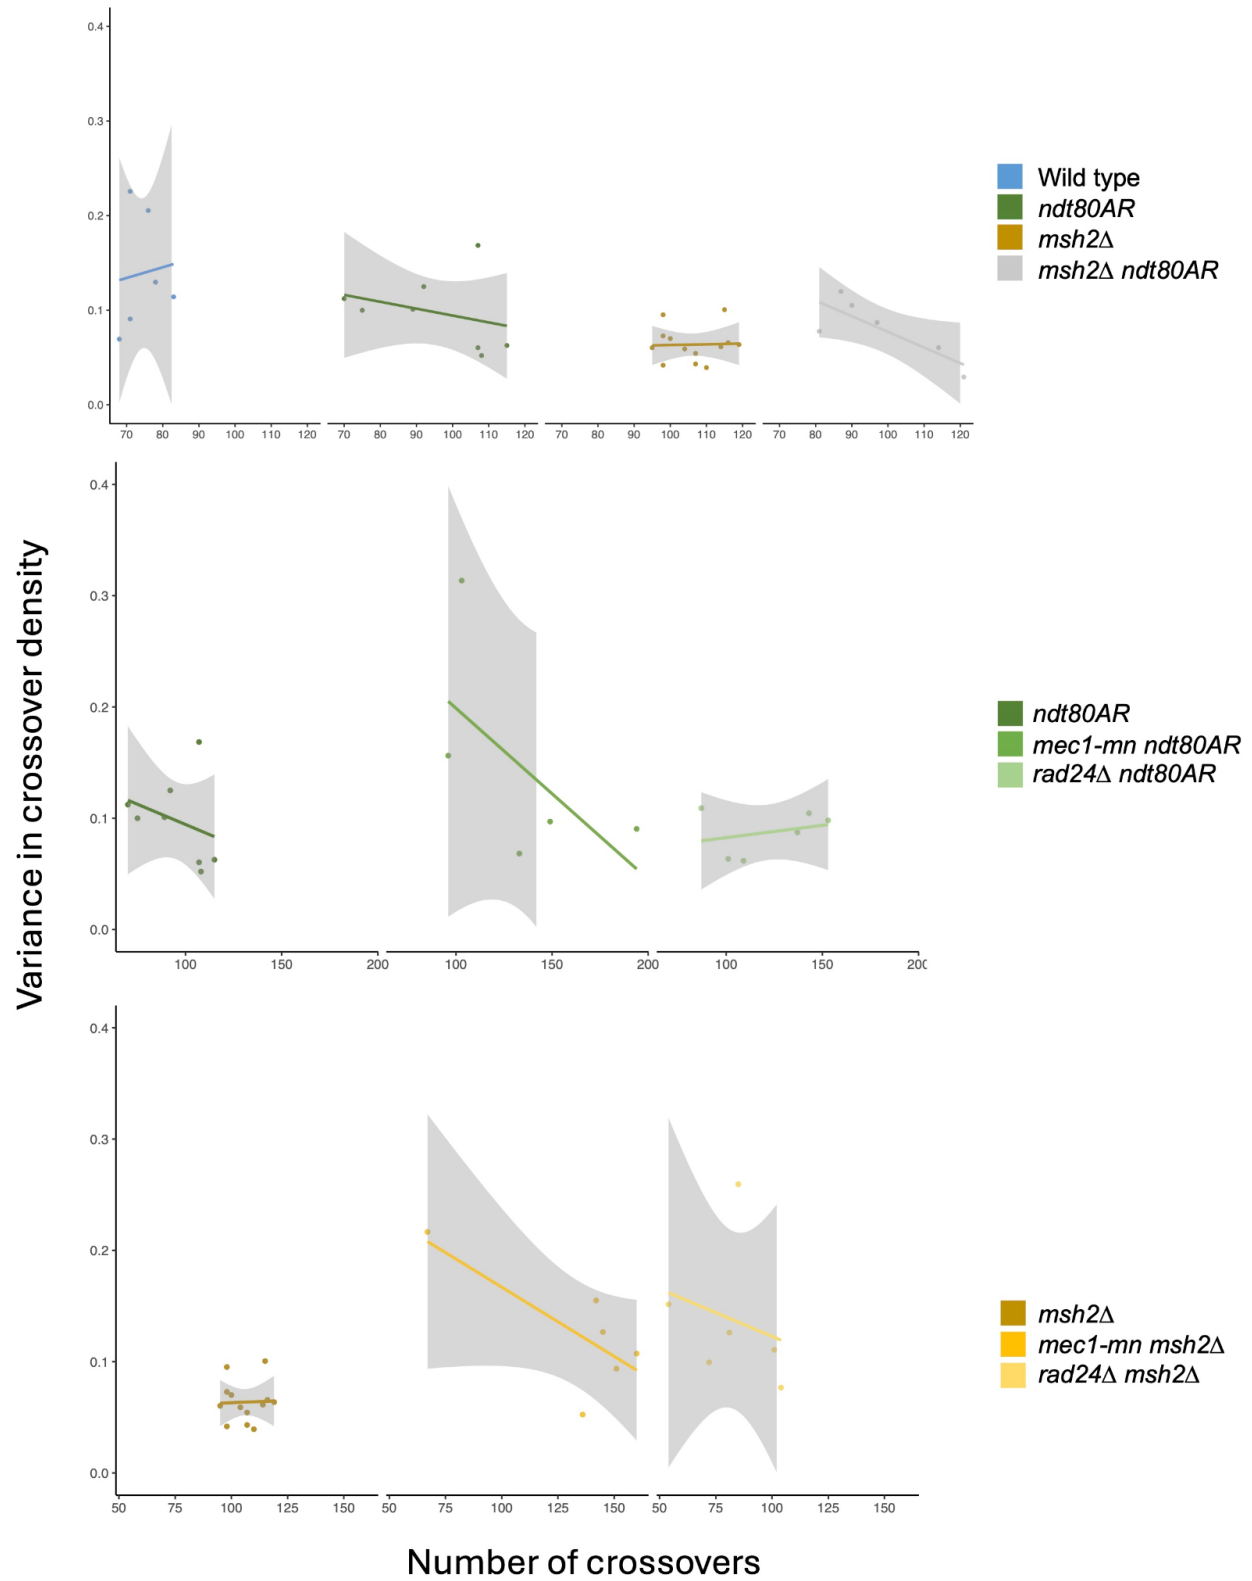 0.4
0.3
0.2
0.1
0.0
70 80 90 100 110 120 70 80 90 100 110 120 70 80 90 100 110 120 70 80 90 100 110 120
Wild type
ndt80AR
msh2Δ
msh2Δ ndt80AR
Variance in crossover density
0.4
0.3
0.2
0.1
0.0
100 150 200 100 150 200 100 150 200
ndt80AR
mec1-mn ndt80AR
rad24Δ ndt80AR
0.4
0.3
0.2
0.1
0.0
50 75 100 125 150 50 75 100 125 150 50 75 100 125 150
msh2Δ
mec1-mn msh2Δ
rad24Δ msh2Δ
Number of crossovers